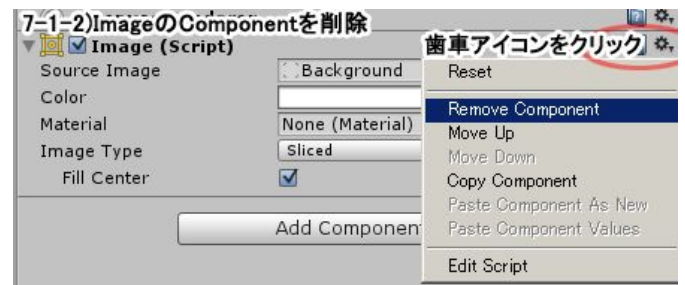 7-1-2)ImageのComponentを削除
Image (Script)
歯車アイコンをクリック
Source Image
Background
Color
Material
None (Material)
Image Type
Sliced
Fill Center
Add Componen
Reset
Remove Component
Move Up
Move Down
Copy Component
Paste Component As New
Paste Component Values
Edit Script